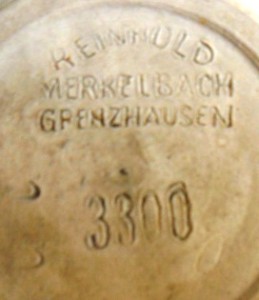 REINHOLD
MERKELBACH
GRENZHAUSEN
3300